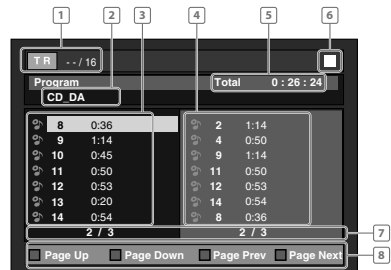 1 2 3 4 5 6
TR --/16
Program Total 0:26:24
CD_DA
8 0:36 2 1:14
9 1:14 4 0:50
10 0:45 9 1:14
11 0:50 11 0:50
12 0:53 12 0:53
13 0:20 14 0:54
14 0:54 8 0:36
2 / 3 2 / 3 7
Page Up Page Down Page Prev Page Next 8